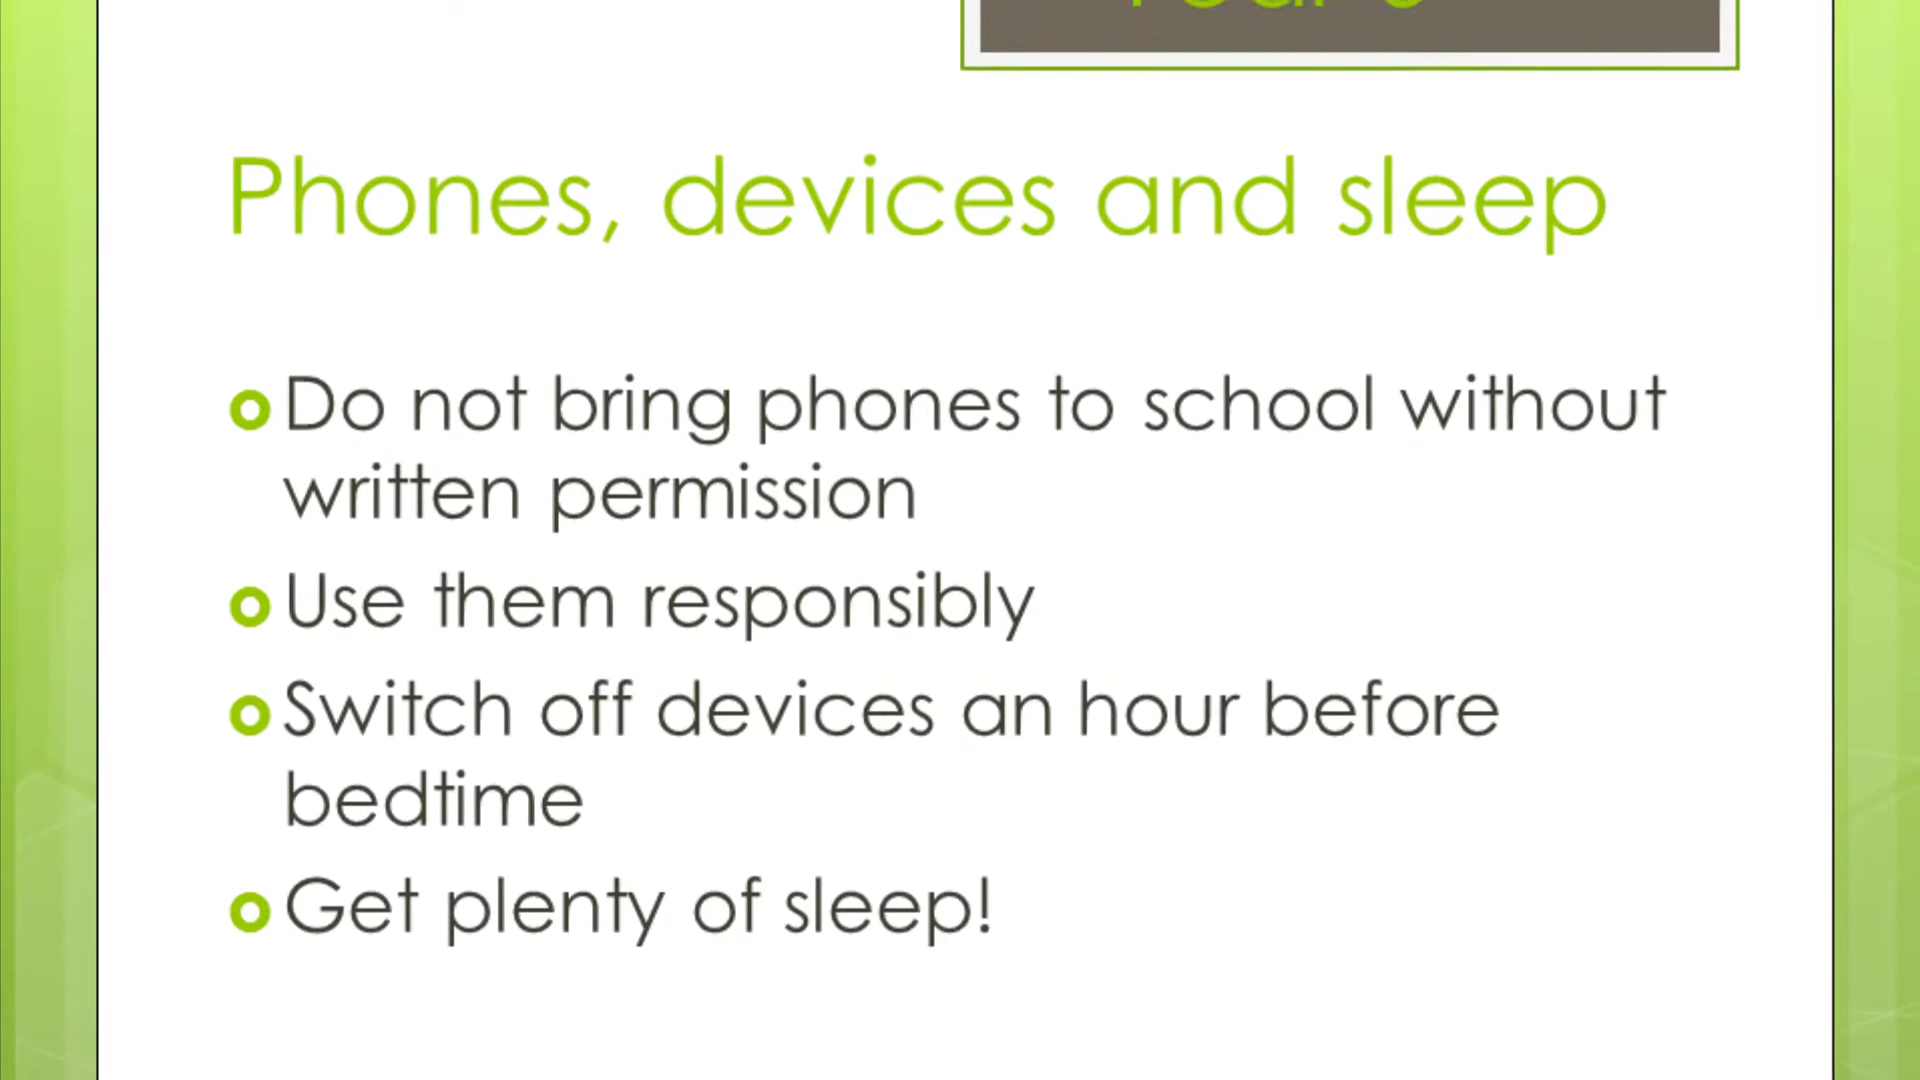 Phones, devices and sleep
Do not bring phones to school without
written permission
Use them responsibly
Switch off devices an hour before
bedtime
Get plenty of sleep!